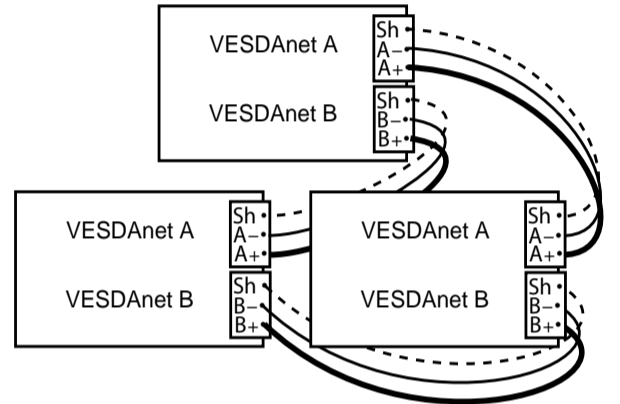 VESDAnet A
Sh
A-
A+
VESDAnet B
Sh
B-
B+
VESDAnet A
Sh
A-
A+
VESDAnet B
Sh
B-
B+
VESDAnet A
Sh
A-
A+
VESDAnet B
Sh
B-
B+